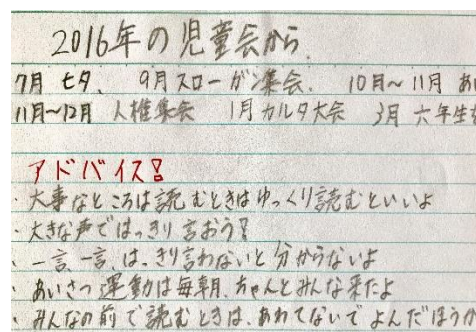 2016年の児童会から
7月 七夕、 9月スローガン集会、 10月～11月 あい
11月～12月 人権集会 1月カルタ大会 3月 六年生を
アドバイス!
・大事なところは読むときはゆっくり読むといいよ
・大きな声ではっきり言おう!
・一言、一言、は、きり言わないと分からないよ
・あいさつ運動は毎朝、ちゃんとみんな来たよ
・みんなの前で読むときは、あわてないでよんだほうが